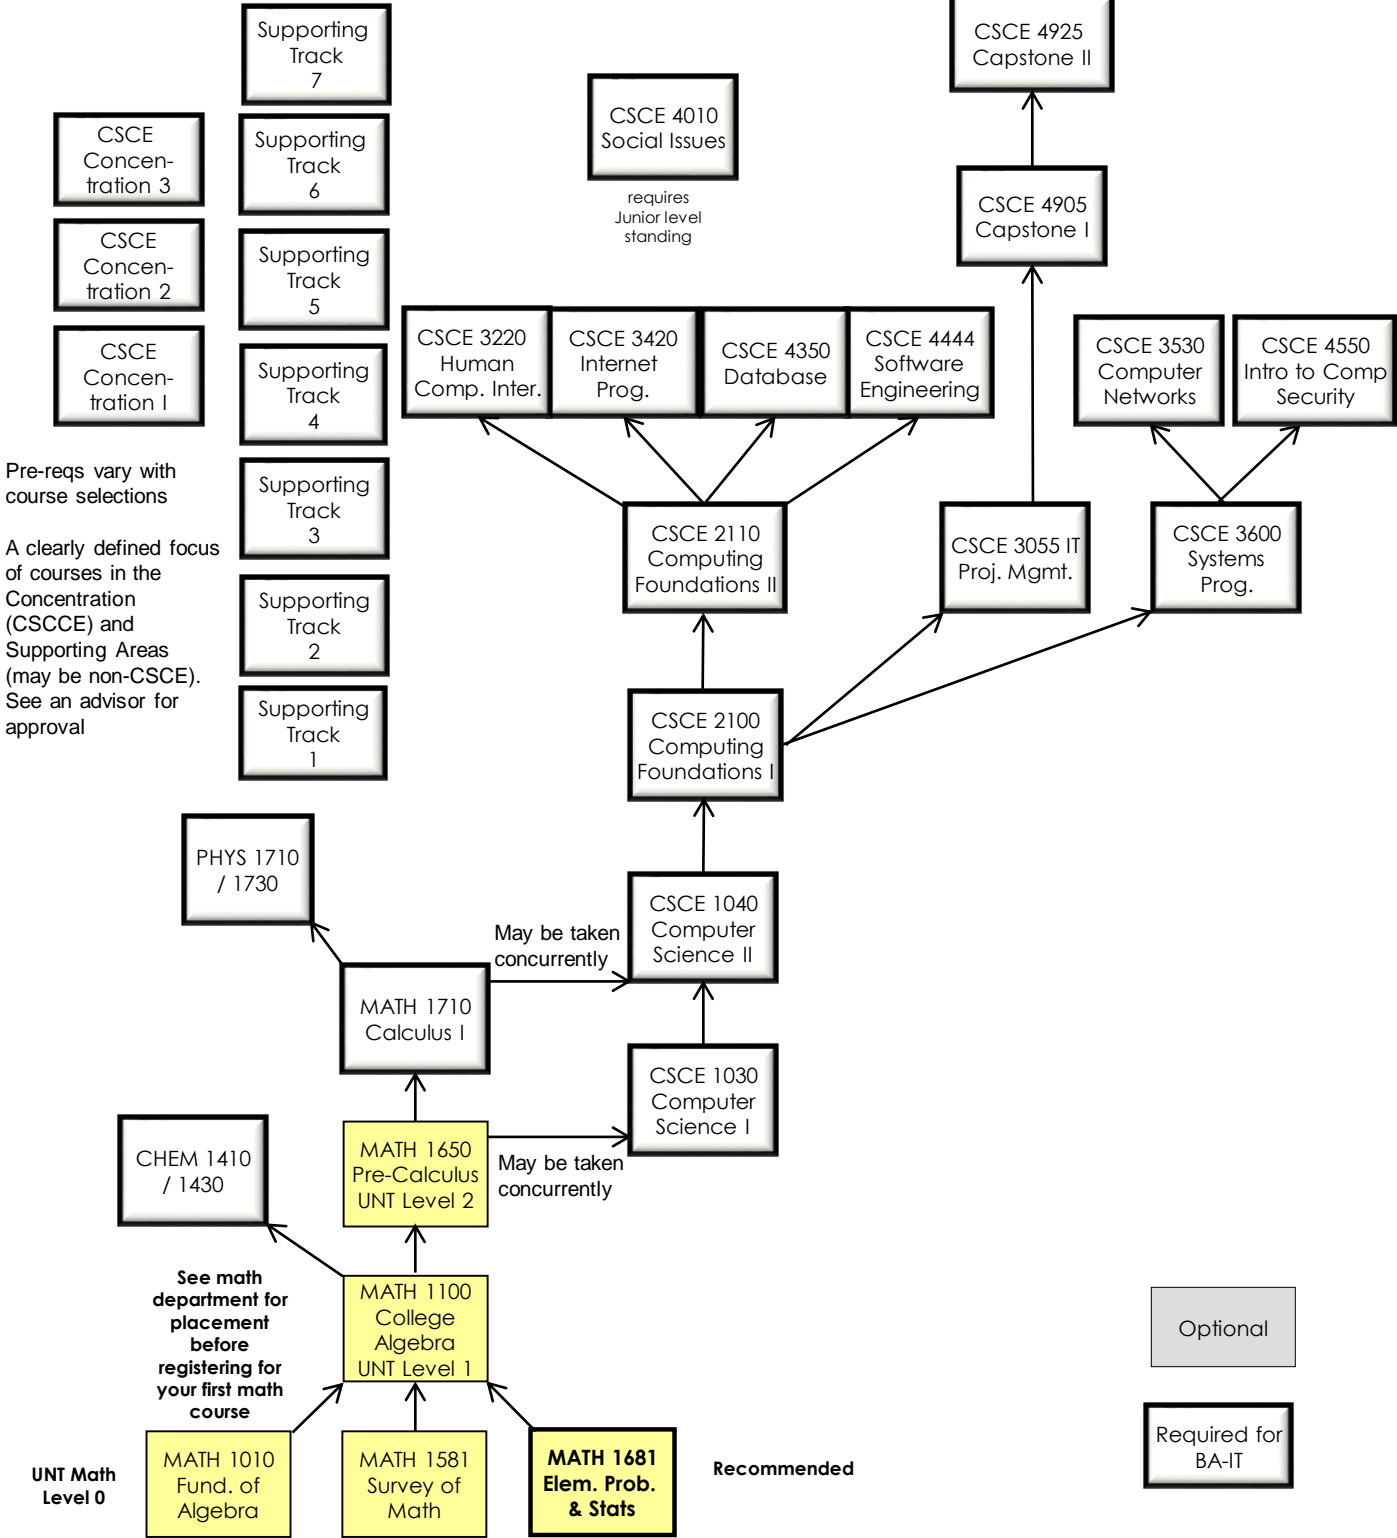 Supporting
Track
7
CSCE 4925
Capstone II
CSCE 4010
Social Issues
requires
Junior level
standing
CSCE
Concen-
tration 3
Supporting
Track
6
CSCE 4905
Capstone I
CSCE
Concen-
tration 2
Supporting
Track
5
CSCE
Concen-
tration I
Supporting
Track
4
CSCE 3220
Human
Comp. Inter.
CSCE 3420
Internet
Prog.
CSCE 4350
Database
CSCE 4444
Software
Engineering
CSCE 3530
Computer
Networks
CSCE 4550
Intro to Comp
Security
Pre-reqs vary with
course selections
A clearly defined focus
of courses in the
Concentration
(CSCCE) and
Supporting Areas
(may be non-CSCE).
See an advisor for
approval
Supporting
Track
3
Supporting
Track
2
Supporting
Track
1
CSCE 2110
Computing
Foundations II
CSCE 3055 IT
Proj. Mgmt.
CSCE 3600
Systems
Prog.
CSCE 2100
Computing
Foundations I
PHYS 1710
/ 1730
May be taken
concurrently
CSCE 1040
Computer
Science II
MATH 1710
Calculus I
CSCE 1030
Computer
Science I
CHEM 1410
/ 1430
MATH 1650
Pre-Calculus
UNT Level 2
May be taken
concurrently
See math
department for
placement
before
registering for
your first math
course
MATH 1100
College
Algebra
UNT Level 1
Optional
Required for
BA-IT
UNT Math
Level 0
MATH 1010
Fund. of
Algebra
MATH 1581
Survey of
Math
MATH 1681
Elem. Prob.
& Stats
Recommended